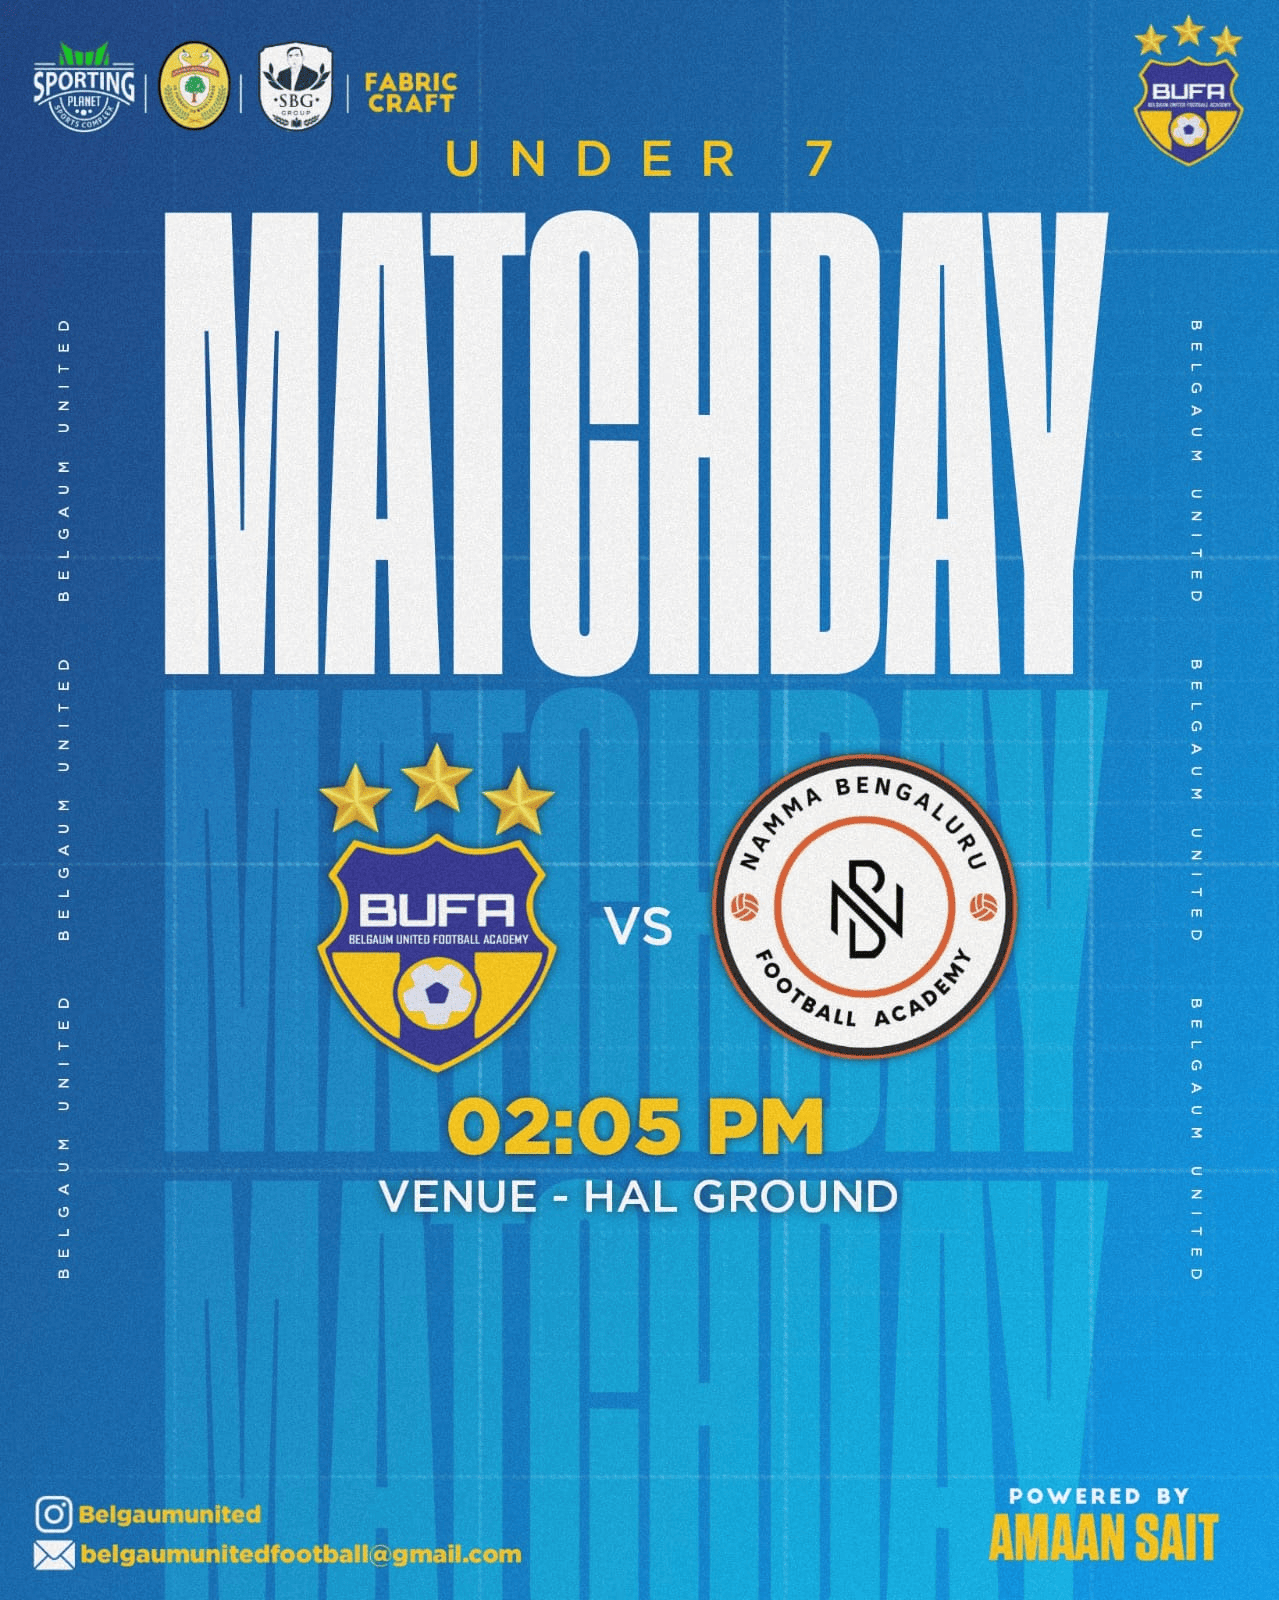 SPORTING
PLANET
SPORTS COMPLEX
SBG
GROUP
FABRIC
CRAFT
BUFA
BELGAUM UNITED FOOTBALL ACADEMY
UNDER 7
MATCHDAY
BELGAUM UNITED BELGAUM UNITED BELGAUM UNITED
BELGAUM UNITED BELGAUM UNITED BELGAUM UNITED
MATCHDAY
BUFA
BELGAUM UNITED FOOTBALL ACADEMY
VS
NAMMA BENGALURU
FOOTBALL ACADEMY
02:05 PM
VENUE - HAL GROUND
MATCHDAY
Belgaumunited
belgaumunitedfootball@gmail.com
POWERED BY
AMAAN SAIT